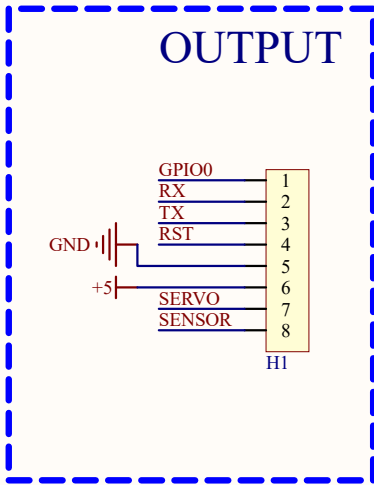 OUTPUT
GPIO0 1
RX 2
TX 3
RST 4
GND 5
+5 6
SERVO 7
SENSOR 8
H1